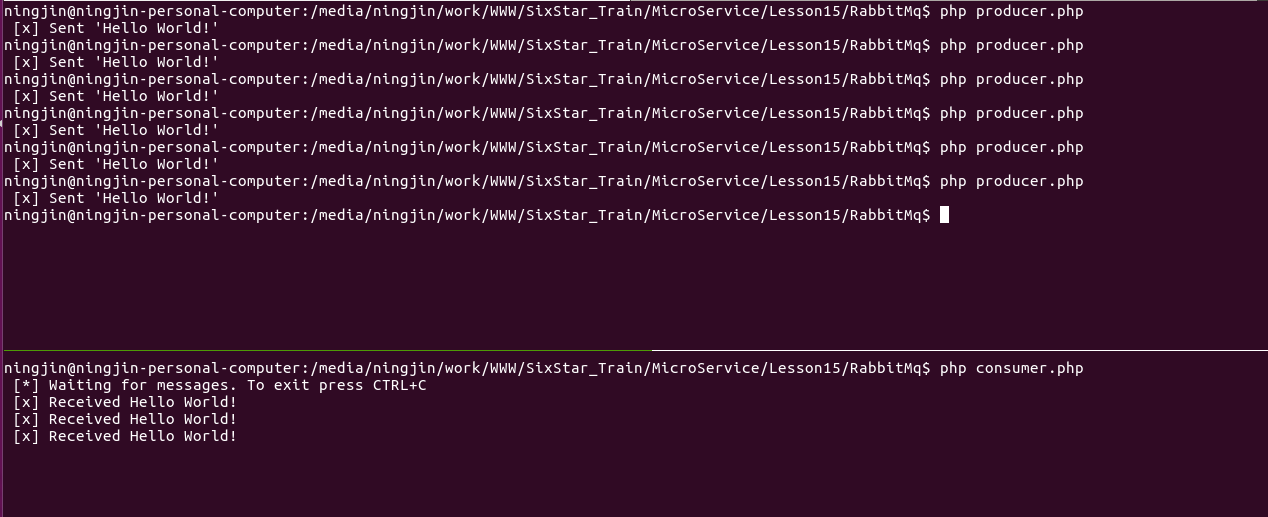 ningjin@ningjin-personal-computer:/media/ningjin/work/WWW/SixStar_Train/MicroService/Lesson15/RabbitMq$ php producer.php
[x] Sent 'Hello World!'
ningjin@ningjin-personal-computer:/media/ningjin/work/WWW/SixStar_Train/MicroService/Lesson15/RabbitMq$ php producer.php
[x] Sent 'Hello World!'
ningjin@ningjin-personal-computer:/media/ningjin/work/WWW/SixStar_Train/MicroService/Lesson15/RabbitMq$ php producer.php
[x] Sent 'Hello World!'
ningjin@ningjin-personal-computer:/media/ningjin/work/WWW/SixStar_Train/MicroService/Lesson15/RabbitMq$ php producer.php
[x] Sent 'Hello World!'
ningjin@ningjin-personal-computer:/media/ningjin/work/WWW/SixStar_Train/MicroService/Lesson15/RabbitMq$ php producer.php
[x] Sent 'Hello World!'
ningjin@ningjin-personal-computer:/media/ningjin/work/WWW/SixStar_Train/MicroService/Lesson15/RabbitMq$ php producer.php
[x] Sent 'Hello World!'
ningjin@ningjin-personal-computer:/media/ningjin/work/WWW/SixStar_Train/MicroService/Lesson15/RabbitMq$
ningjin@ningjin-personal-computer:/media/ningjin/work/WWW/SixStar_Train/MicroService/Lesson15/RabbitMq$ php consumer.php
[*] Waiting for messages. To exit press CTRL+C
[x] Received Hello World!
[x] Received Hello World!
[x] Received Hello World!